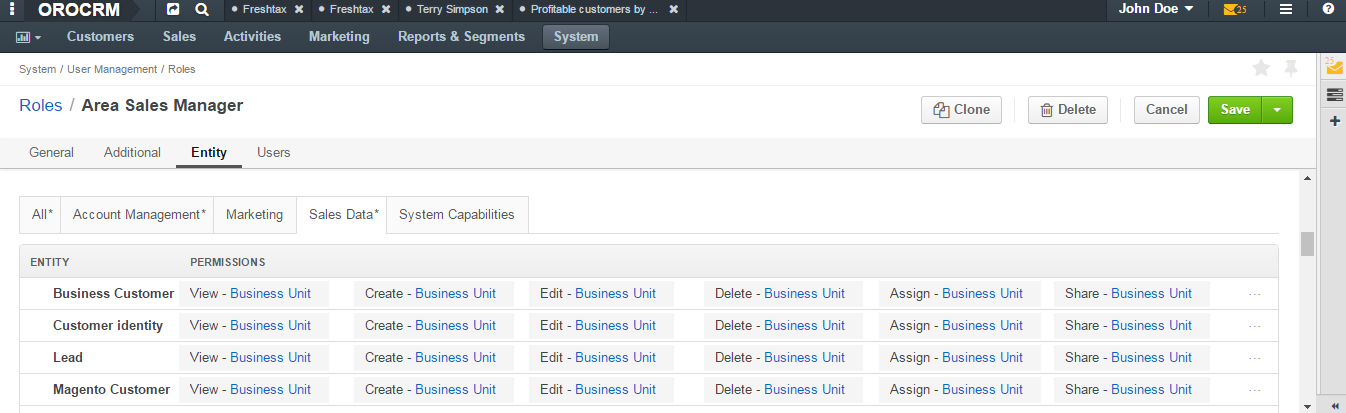 OROCRM Freshtax Freshtax Terry Simpson Profitable customers by ... John Doe 25
Customers Sales Activities Marketing Reports & Segments System
System / User Management / Roles
25
Roles / Area Sales Manager Clone Delete Cancel Save
General Additional Entity Users
All* Account Management* Marketing Sales Data* System Capabilities
ENTITY PERMISSIONS
Business Customer View - Business Unit Create - Business Unit Edit - Business Unit Delete - Business Unit Assign - Business Unit Share - Business Unit ...
Customer identity View - Business Unit Create - Business Unit Edit - Business Unit Delete - Business Unit Assign - Business Unit Share - Business Unit ...
Lead View - Business Unit Create - Business Unit Edit - Business Unit Delete - Business Unit Assign - Business Unit Share - Business Unit ...
Magento Customer View - Business Unit Create - Business Unit Edit - Business Unit Delete - Business Unit Assign - Business Unit Share - Business Unit ...